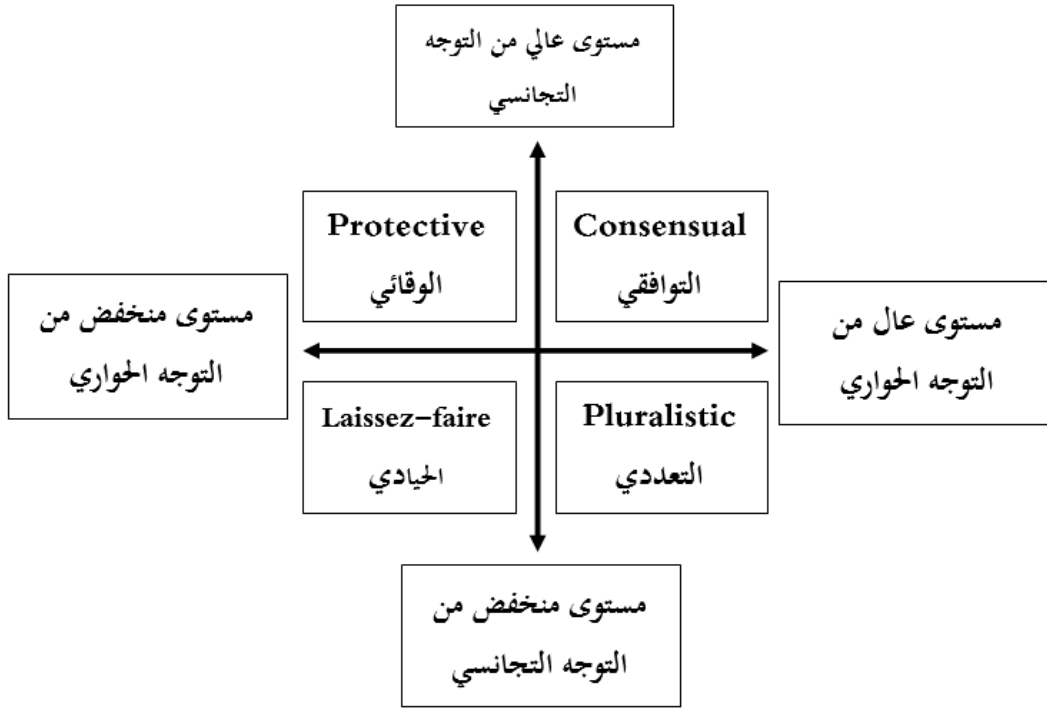 مستوى عالي من التوجه
التجانسي
Protective
الوقائي
Consensual
التوافقي
مستوى منخفض من
التوجه الحواري
مستوى عال من
التوجه الحواري
Laissez-faire
الحيادي
Pluralistic
التعددي
مستوى منخفض من
التوجه التجانسي